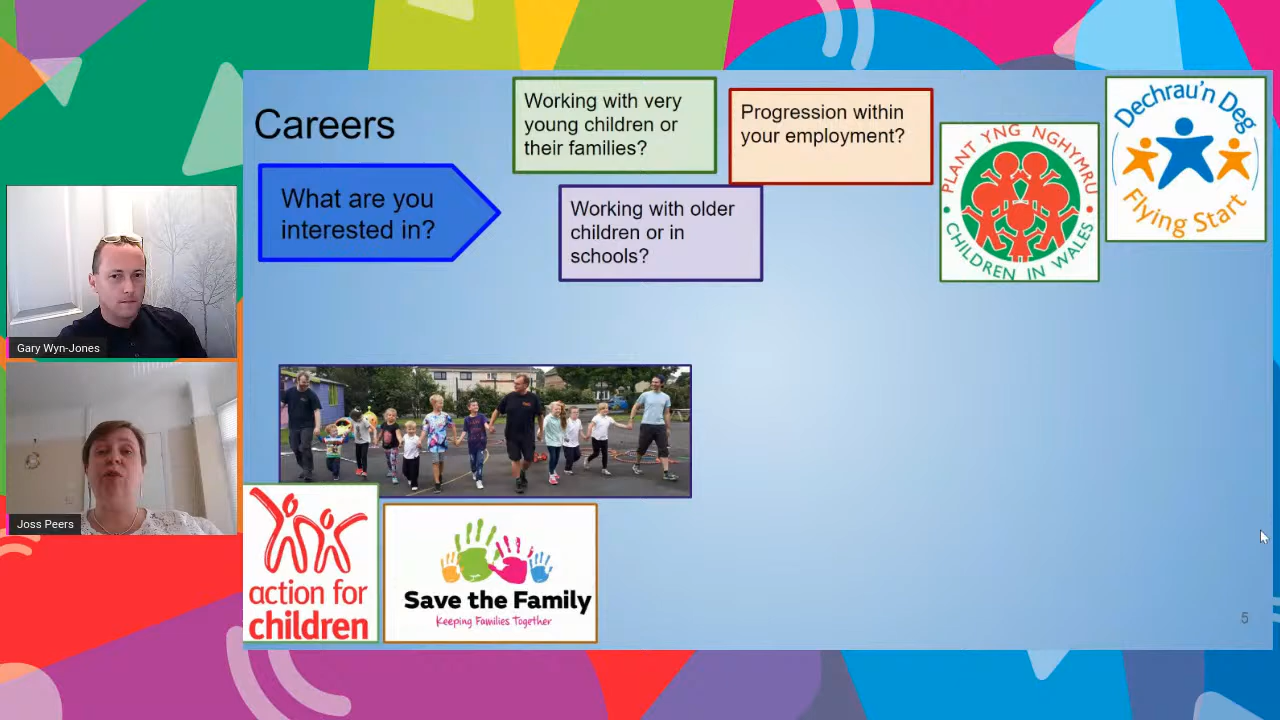 Careers
What are you
interested in?
Working with very
young children or
their families?
Progression within
your employment?
Working with older
children or in
schools?
PLANT YNG NGHYMRU
CHILDREN IN WALES
Dechrau'n Deg
Flying Start
Gary Wyn-Jones
Joss Peers
action for
children
Save the Family
Keeping Families Together
5